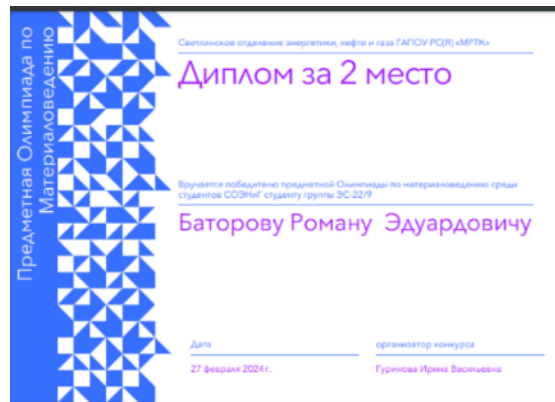 Предметная Олимпиада по
Материаловедению
Светлинское отделение энергетики, нефти и газа ГАПОУ РС(Я) «МРТК»
Диплом за 2 место
Вручается победителю предметной Олимпиады по материаловедению среди
студентов СОЭНиГ студенту группы ЭС-22/9
Баторову Роману Эдуардовичу
Дата
организатор конкурса
27 февраля 2024 г.
Гуринова Ирина Васильевна